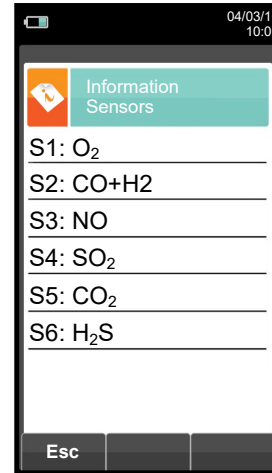 04/03/1
10:0
Information
Sensors
S1: O₂
S2: CO+H2
S3: NO
S4: SO₂
S5: CO₂
S6: H₂S
Esc